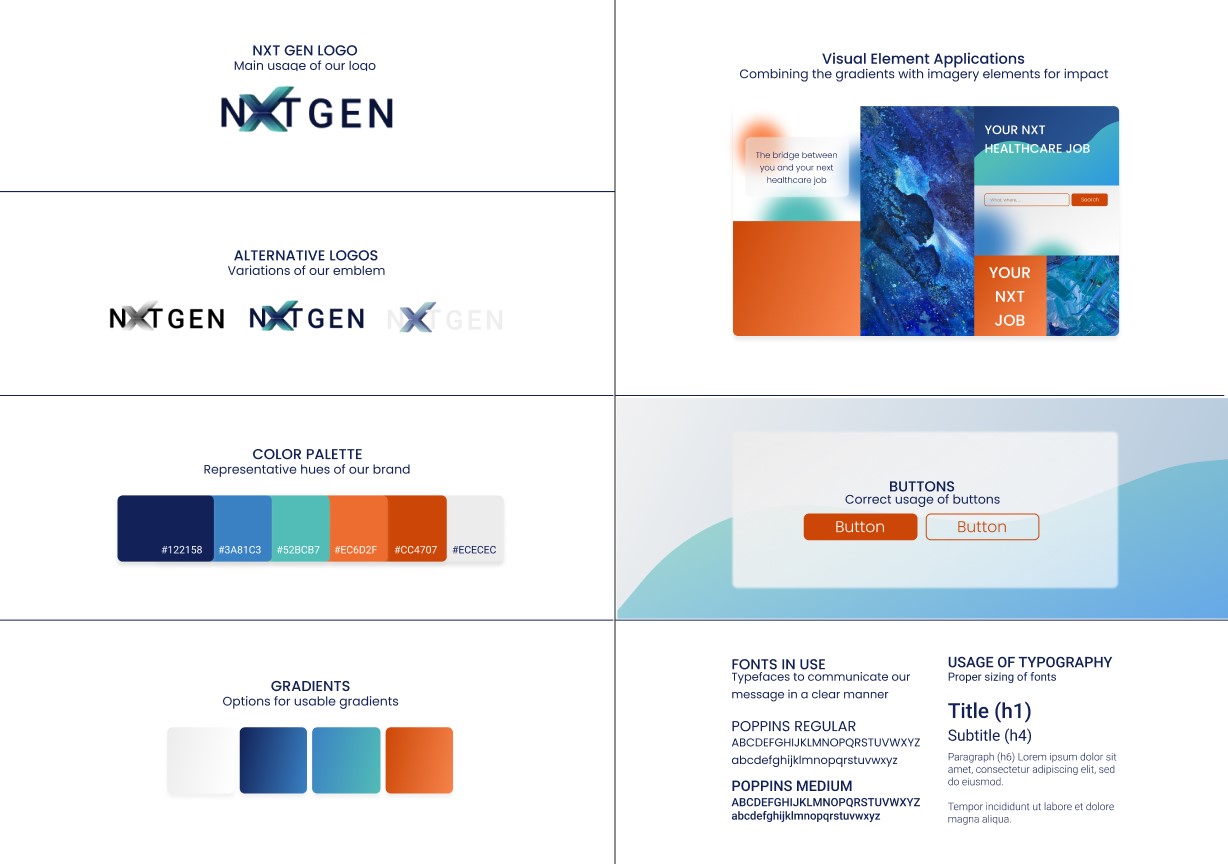 NXT GEN LOGO
Main usage of our logo
NXTGEN
ALTERNATIVE LOGOS
Variations of our emblem
NXTGEN
NXTGEN
NXTGEN
COLOR PALETTE
Representative hues of our brand
#122158
#3A81C3
#52BCB7
#EC6D2F
#CC4707
#ECECEC
GRADIENTS
Options for usable gradients
Visual Element Applications
Combining the gradients with imagery elements for impact
The bridge between
you and your next
healthcare job
YOUR NXT
HEALTHCARE JOB
Search
YOUR
NXT
JOB
BUTTONS
Correct usage of buttons
Button
Button
FONTS IN USE
Typefaces to communicate our
message in a clear manner
POPPINS REGULAR
ABCDEFGHIJKLMNOPQRSTUVWXYZ
abcdefghijklmnopqrstuvwxyz
POPPINS MEDIUM
ABCDEFGHIJKLMNOPQRSTUVWXYZ
abcdefghijklmnopqrstuvwxyz
USAGE OF TYPOGRAPHY
Proper sizing of fonts
Title (h1)
Subtitle (h4)
Paragraph (h6) Lorem ipsum dolor sit
amet, consectetur adipiscing elit, sed
do eiusmod.
Tempor incididunt ut labore et dolore
magna aliqua.